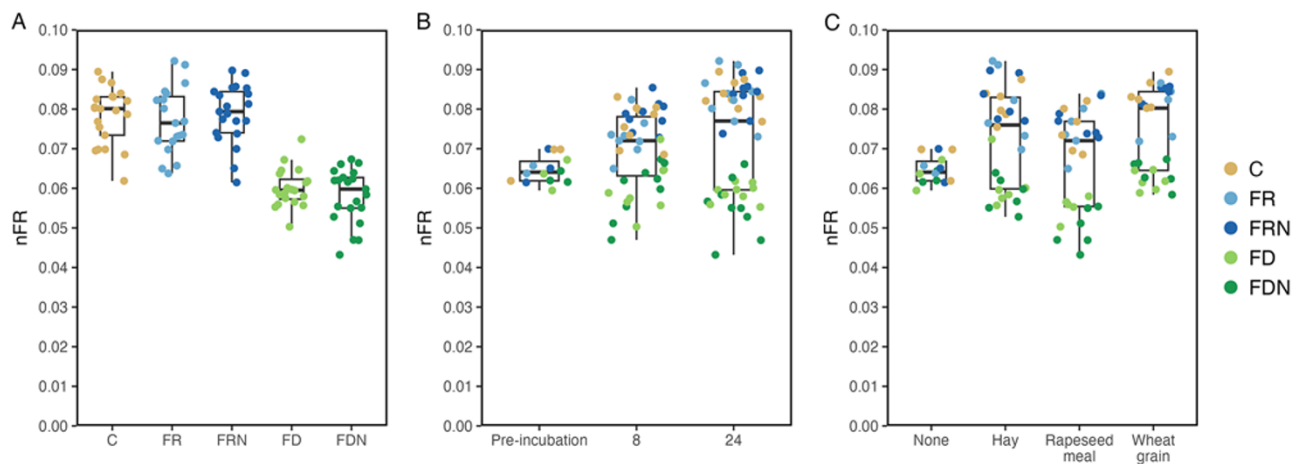 A
nFR
0.10
0.09
0.08
0.07
0.06
0.05
0.04
0.03
0.02
0.01
0.00
C FR FRN FD FDN
B
nFR
0.10
0.09
0.08
0.07
0.06
0.05
0.04
0.03
0.02
0.01
0.00
Pre-incubation 8 24
C
nFR
0.10
0.09
0.08
0.07
0.06
0.05
0.04
0.03
0.02
0.01
0.00
None Hay Rapeseed Wheat
meal grain
C
FR
FRN
FD
FDN